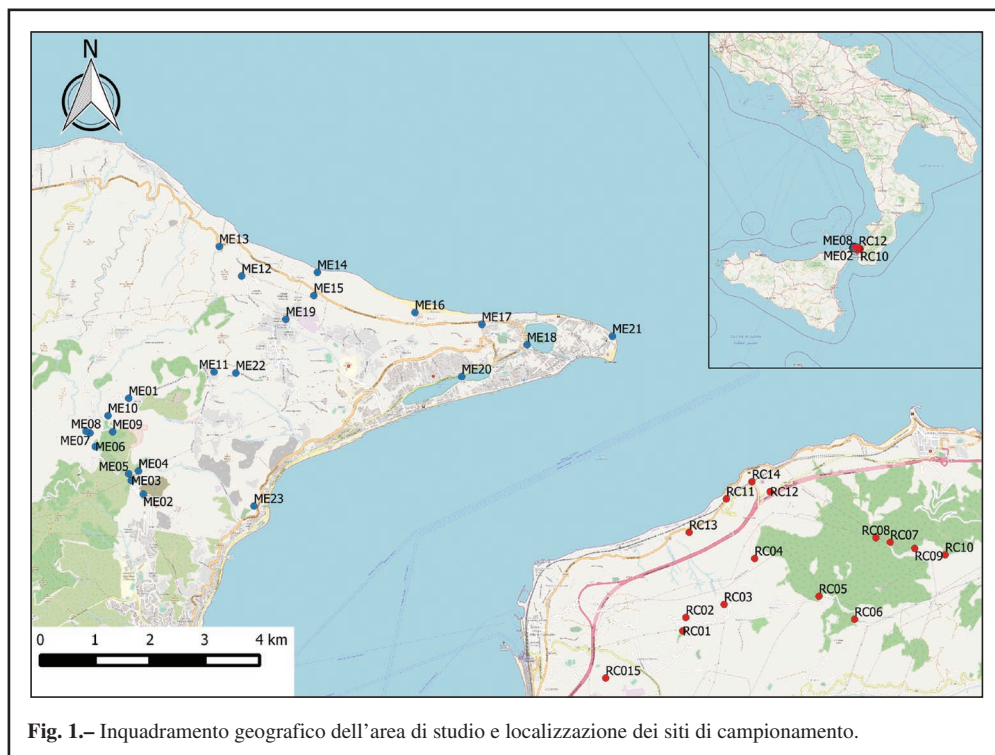 N
ME13
ME12
ME14
ME15
ME19
ME16
ME17
ME18
ME21
ME20
ME11
ME22
ME01
ME10
ME08
ME09
ME07
ME06
ME05
ME04
ME03
ME02
ME23
ME08
RC12
ME02
RC10
RC14
RC11
RC12
RC13
RC04
RC08
RC07
RC09
RC10
RC05
RC06
RC03
RC02
RC01
RC015
0 1 2 3 4 km
Fig. 1.– Inquadramento geografico dell’area di studio e localizzazione dei siti di campionamento.